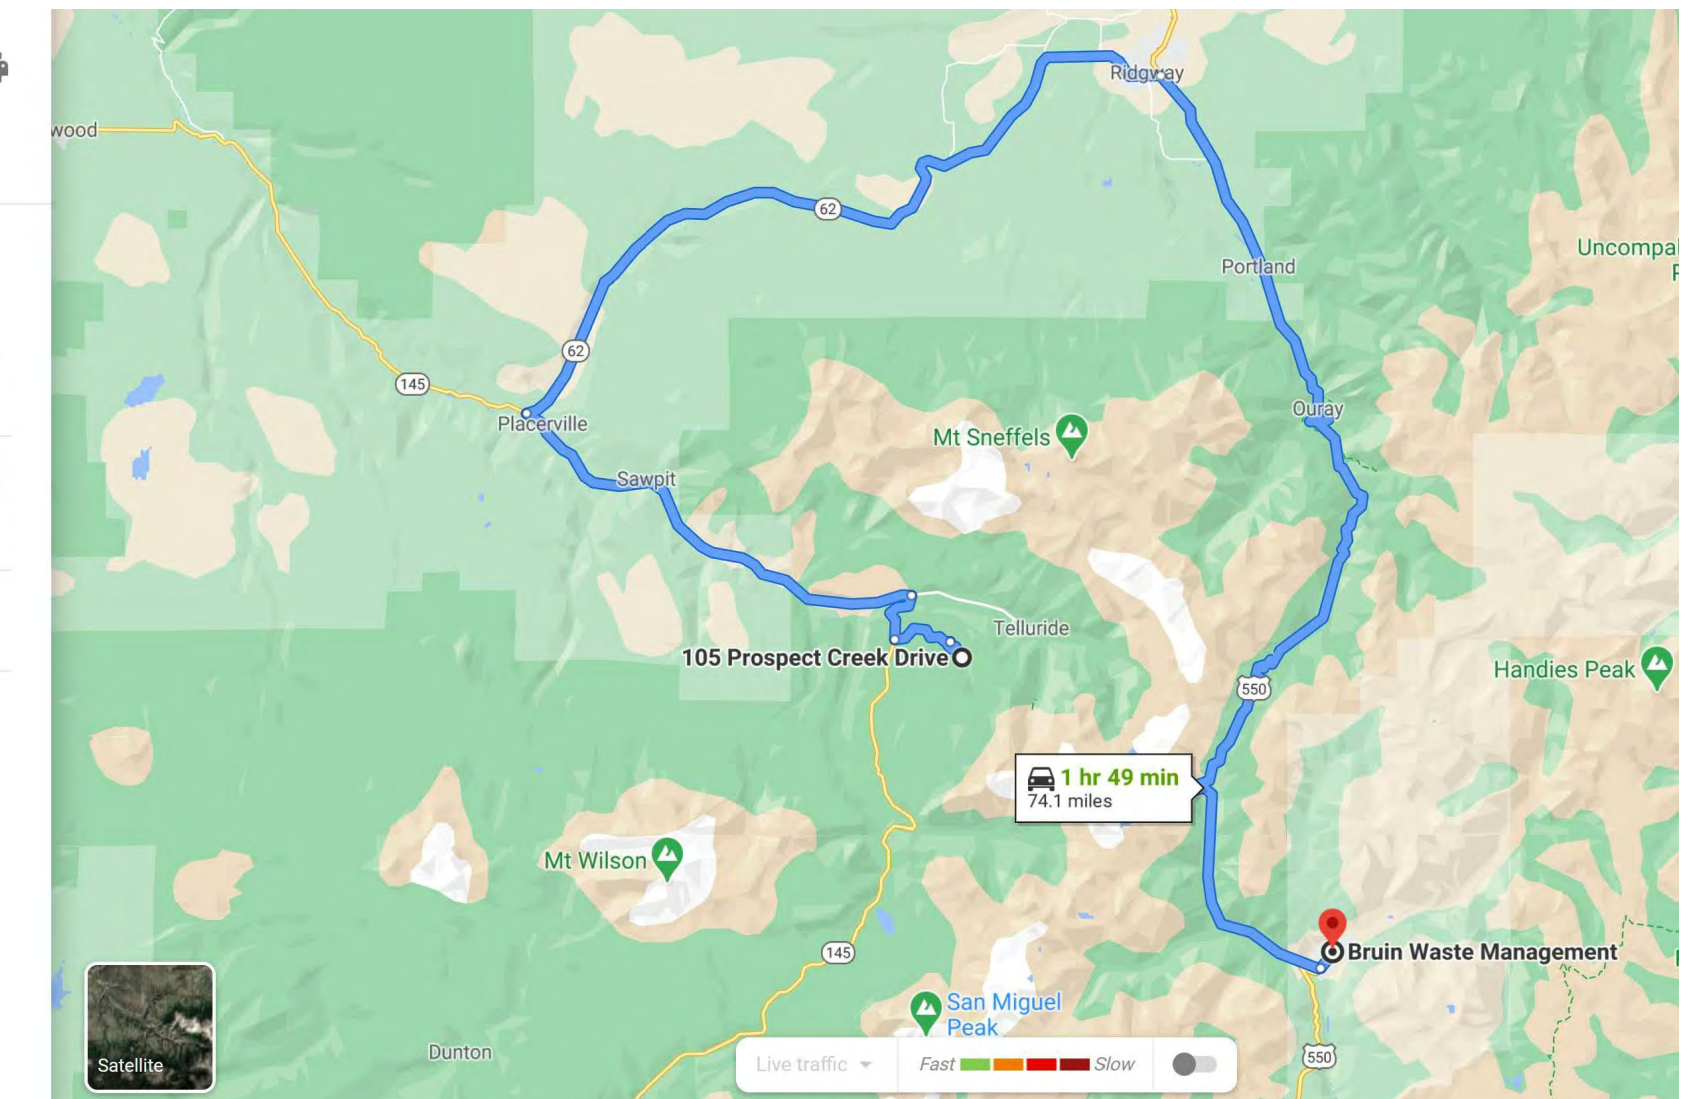 Ridgway
wood
62
Uncompa
F
Portland
62
145
Ouray
Placerville
Mt Sneffels
Sawpit
Telluride
105 Prospect Creek Drive
Handies Peak
550
1 hr 49 min
74.1 miles
Mt Wilson
145
Bruin Waste Management
San Miguel
Peak
Dunton
Satellite
Live traffic
Fast
Slow
550